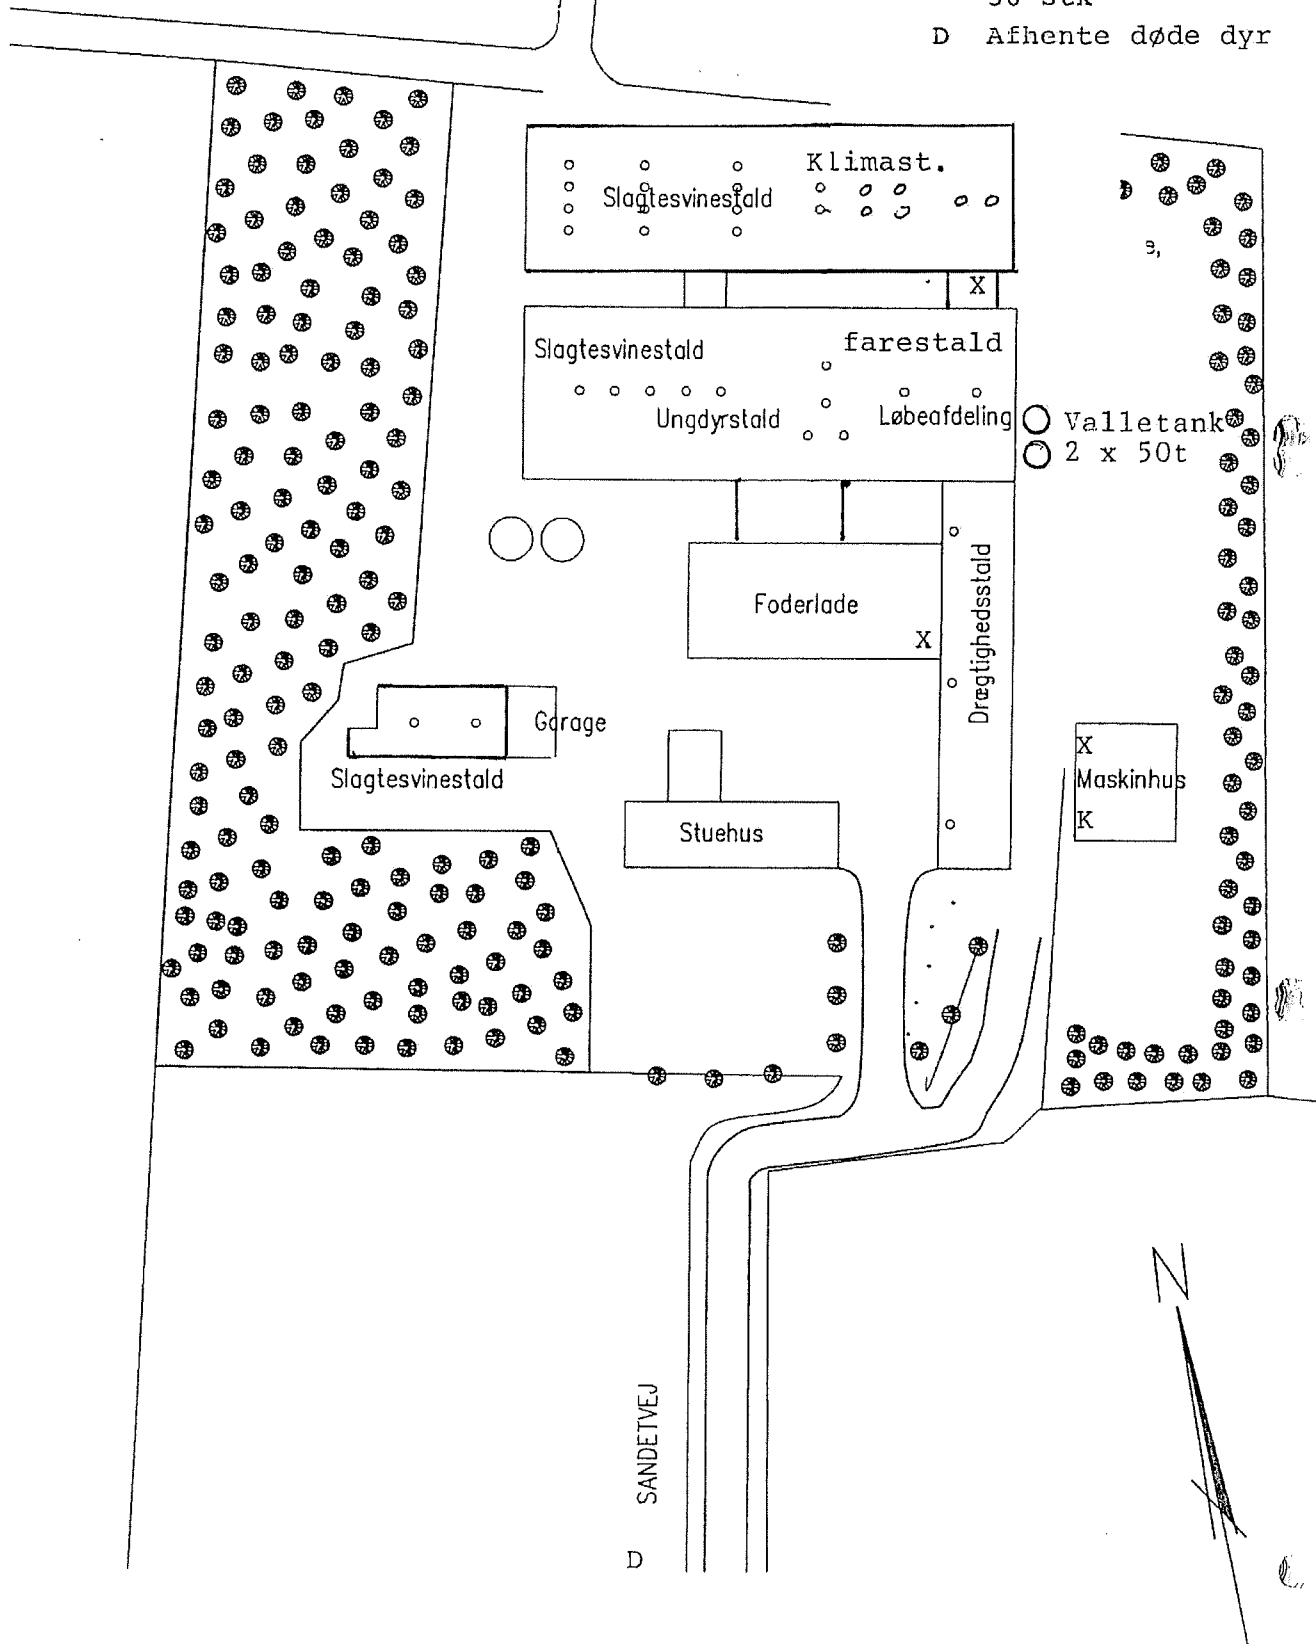 D Afhente døde dyr
Klimast.
Slagtesvinestald
X
Slagtesvinestald
farestald
Ungdyrstald
Løbeafdeling
Valletank
2 x 50t
Foderlade
X
Drægtighedsstald
Garage
Slagtesvinestald
Stuehus
X
Maskinhus
K
N
SANDETVEJ
D